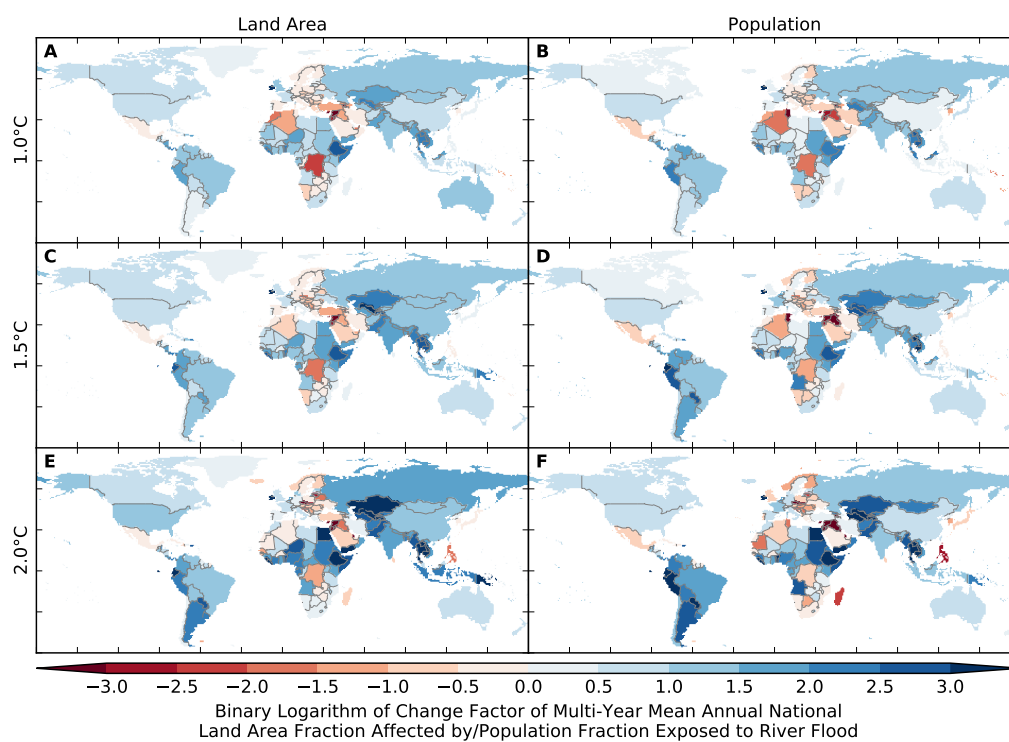 Land Area Population
A B
1.0°C
C D
1.5°C
E F
2.0°C
−3.0 −2.5 −2.0 −1.5 −1.0 −0.5 0.0 0.5 1.0 1.5 2.0 2.5 3.0
Binary Logarithm of Change Factor of Multi-Year Mean Annual National
Land Area Fraction Affected by/Population Fraction Exposed to River Flood